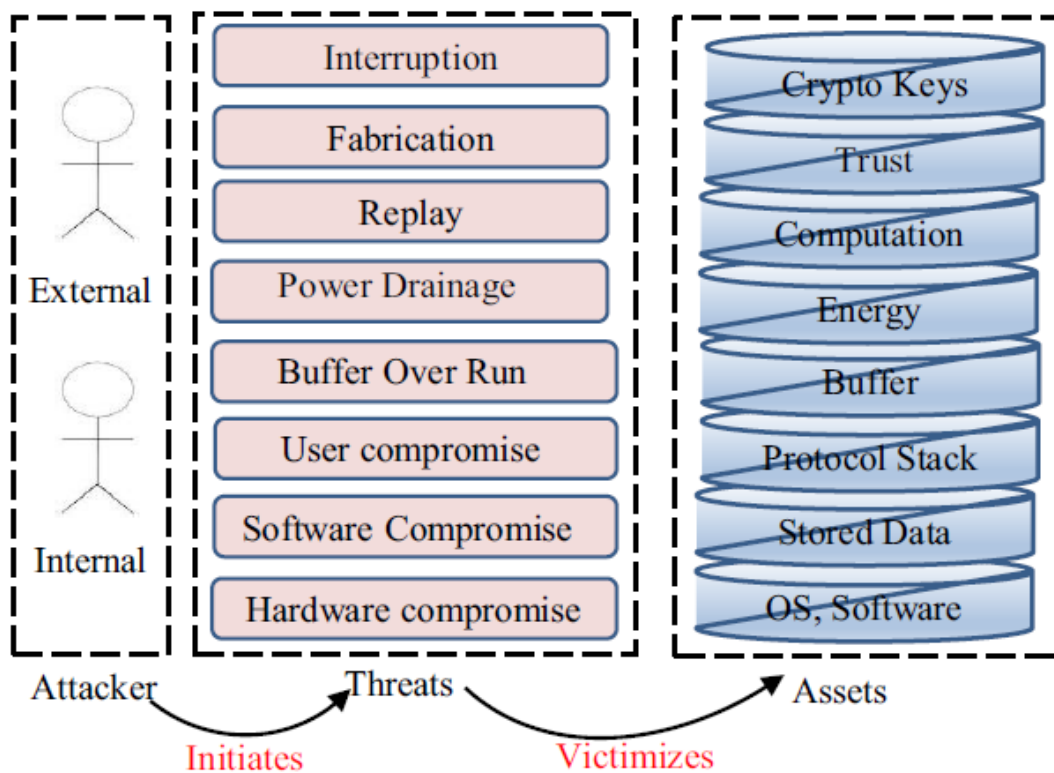 External
Internal
Attacker
Interruption
Fabrication
Replay
Power Drainage
Buffer Over Run
User compromise
Software Compromise
Hardware compromise
Threats
Crypto Keys
Trust
Computation
Energy
Buffer
Protocol Stack
Stored Data
OS, Software
Assets
Initiates
Victimizes